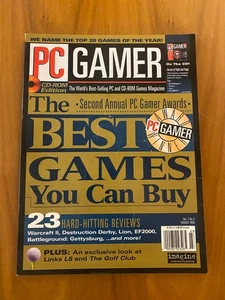 WE NAME THE TOP 20 GAMES OF THE YEAR!
PC GAMER
CD-ROM
Edition
The World's Best-Selling PC and CD-ROM Games Magazine
PC GAMER
On The CD!
The
Second Annual PC Gamer Awards
BEST
PC GAMER
GAMES
You Can Buy
23 HARD-HITTING REVIEWS
Warcraft II, Destruction Derby, Lion, EF2000,
Battleground: Gettysburg, ...and more!
PLUS: An exclusive look at
Links LS and The Golf Club
imagine